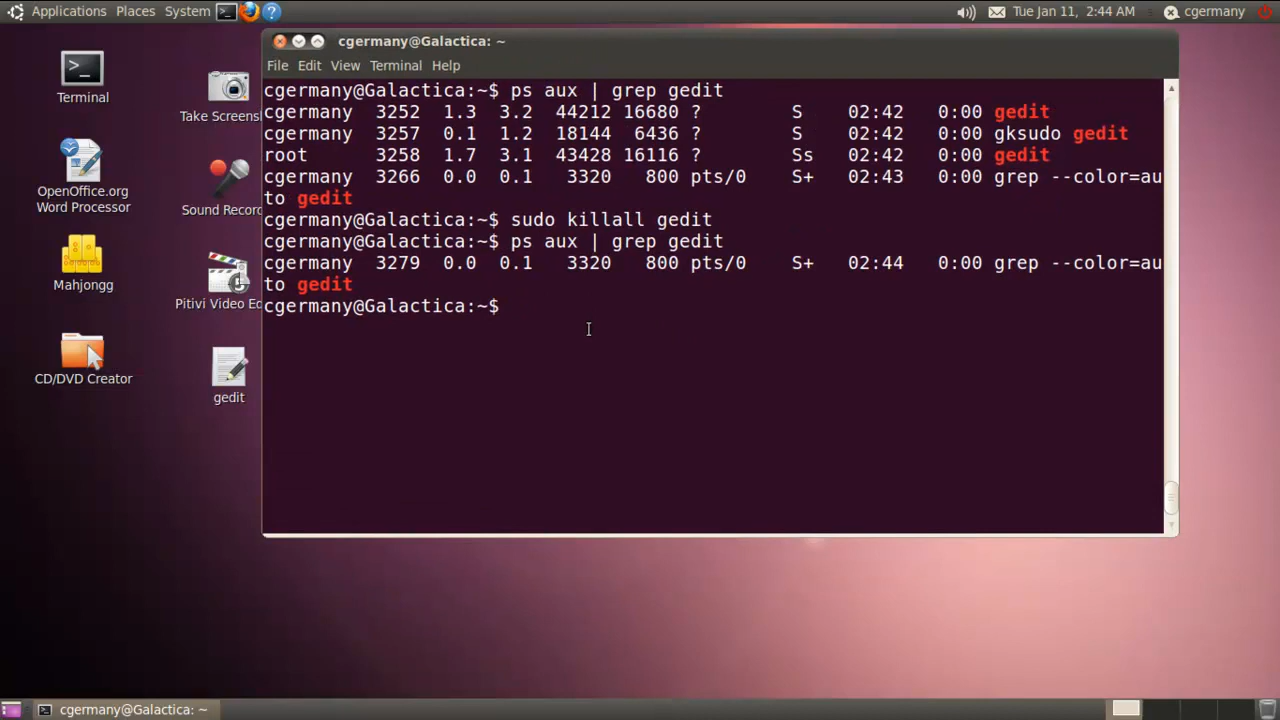 Applications Places System Tue Jan 11, 2:44 AM cgermany
cgermany@Galactica: ~
File Edit View Terminal Help
cgermany@Galactica:~$ ps aux | grep gedit
cgermany 3252 1.3 3.2 44212 16680 ? S 02:42 0:00 gedit
cgermany 3257 0.1 1.2 18144 6436 ? S 02:42 0:00 gksudo gedit
root 3258 1.7 3.1 43428 16116 ? Ss 02:42 0:00 gedit
cgermany 3266 0.0 0.1 3320 800 pts/0 S+ 02:43 0:00 grep --color=au
to gedit
cgermany@Galactica:~$ sudo killall gedit
cgermany@Galactica:~$ ps aux | grep gedit
cgermany 3279 0.0 0.1 3320 800 pts/0 S+ 02:44 0:00 grep --color=au
to gedit
cgermany@Galactica:~$
Terminal
OpenOffice.org
Word Processor
Mahjongg
CD/DVD Creator
Take Screens
Sound Recor
Pitivi Video Ed
gedit
cgermany@Galactica: ~